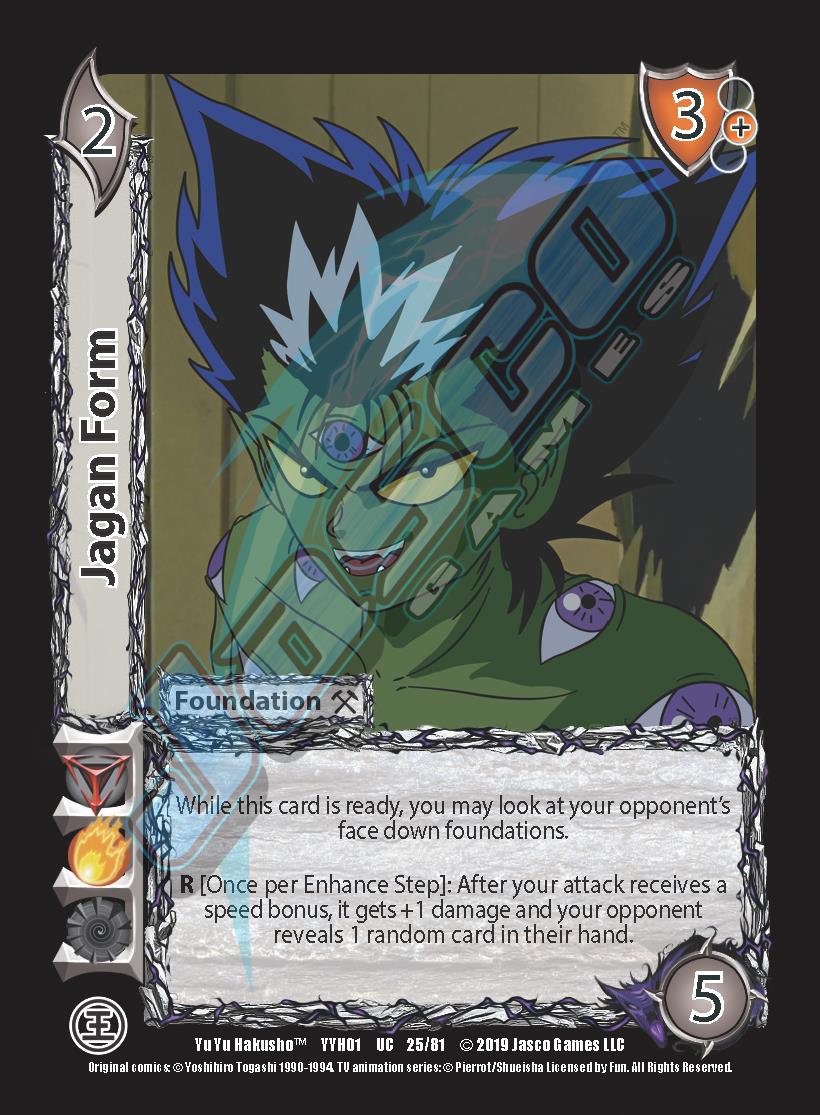 2
3
+
™
JASCO
GAMES
Jagan Form
Foundation
While this card is ready, you may look at your opponent's
face down foundations.
R [Once per Enhance Step]: After your attack receives a
speed bonus, it gets +1 damage and your opponent
reveals 1 random card in their hand.
5
Yu Yu Hakusho™ YYH01 UC 25/81 © 2019 Jasco Games LLC
Original comics: © Yoshihiro Togashi 1990-1994. TV animation series: © Pierrot/Shueisha Licensed by Fun. All Rights Reserved.